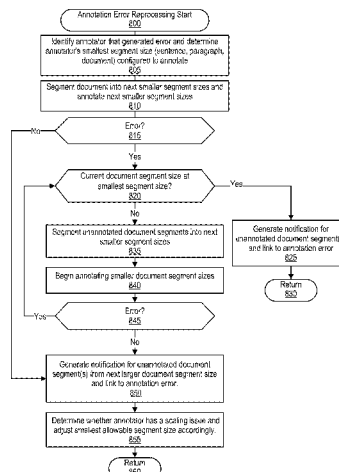 Annotation Error Reprocessing Start
800
Identify annotator that generated error and determine
annotator's smallest segment size (sentence, paragraph,
document) configured to annotate
805
Segment document into next smaller segment sizes and
annotate next smaller segment sizes
810
Error?
815
No
Yes
Current document segment size at
smallest segment size?
820
Yes
No
Generate notification for
unannotated document segment(
and link to annotation error
825
Return
830
Segment unannotated document segments into next
smaller segment sizes
835
Begin annotating smaller document segment sizes
840
Error?
845
Yes
No
Generate notification for unannotated document
segment(s) from next larger document segment size
and link to annotation error.
850
Determine whether annotator has a scaling issue and
adjust smallest allowable segment size accordingly.
855
Return